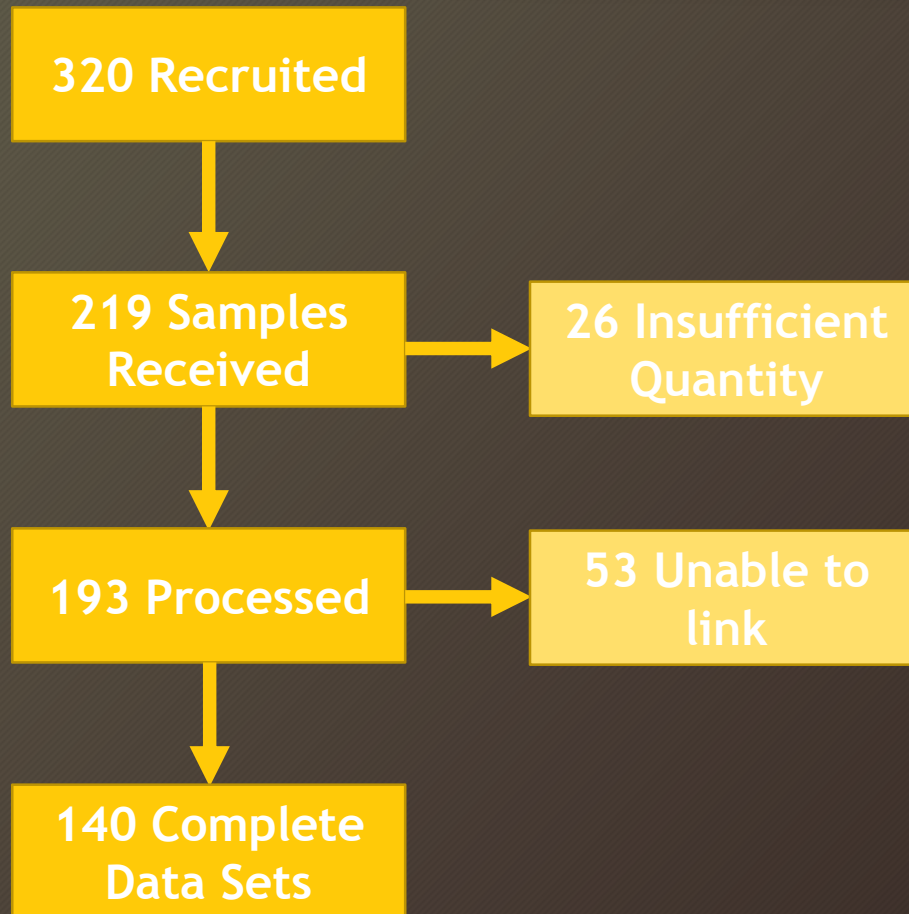 320 Recruited
219 Samples
Received
26 Insufficient
Quantity
193 Processed
53 Unable to
link
140 Complete
Data Sets